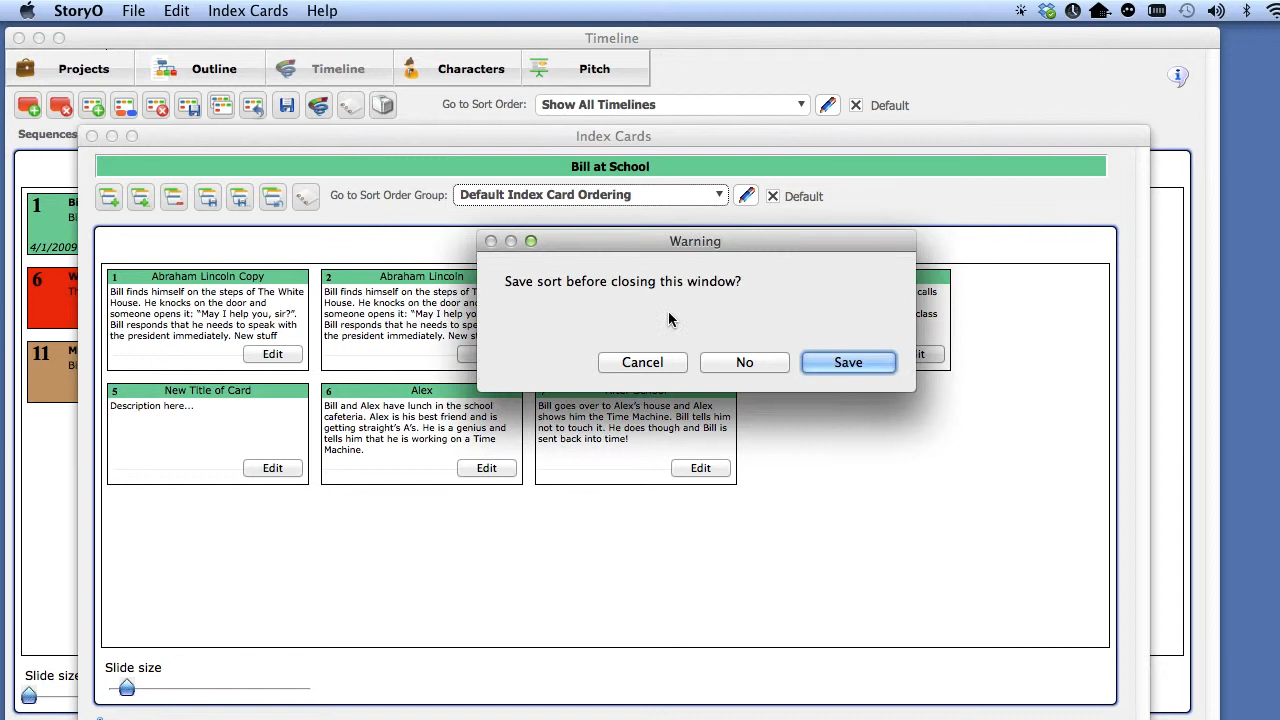 StoryO File Edit Index Cards Help
Timeline
Projects Outline Timeline Characters Pitch
Go to Sort Order: Show All Timelines Default
Sequences
Index Cards
Bill at School
Go to Sort Order Group: Default Index Card Ordering Default
Warning
Save sort before closing this window?
Cancel No Save
1 Bi
Bil
4/1/2009
6 W
Th
11 M
Bil
1 Abraham Lincoln Copy
Bill finds himself on the steps of The White
House. He knocks on the door and
someone opens it: “May I help you, sir?”.
Bill responds that he needs to speak with
the president immediately. New stuff
Edit
2 Abraham Lincoln
Bill finds himself on the steps of T
House. He knocks on the door an
someone opens it: “May I help yo
Bill responds that he needs to sp
the president immediately. New s
calls
class
it
5 New Title of Card
Description here...
Edit
6 Alex
Bill and Alex have lunch in the school
cafeteria. Alex is his best friend and is
getting straight’s A’s. He is a genius and
tells him that he is working on a Time
Machine.
Edit
7 After School
Bill goes over to Alex’s house and Alex
shows him the Time Machine. Bill tells him
not to touch it. He does though and Bill is
sent back into time!
Edit
Slide size
Slide size